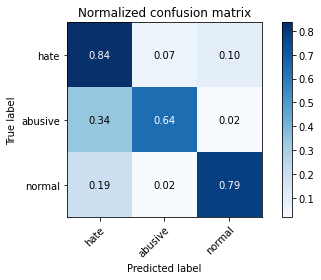 Normalized confusion matrix
True label
hate
0.84 0.07 0.10
abusive
0.34 0.64 0.02
normal
0.19 0.02 0.79
hate abusive normal
Predicted label
0.8
0.7
0.6
0.5
0.4
0.3
0.2
0.1